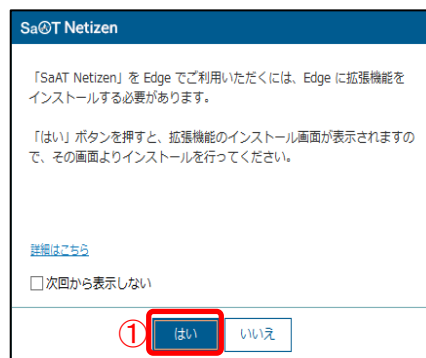 SaAT Netizen
「SaAT Netizen」を Edge でご利用いただくには、Edge に拡張機能を
インストールする必要があります。
「はい」ボタンを押すと、拡張機能のインストール画面が表示されますの
で、その画面よりインストールを行ってください。
詳細はこちら
次回から表示しない
① はい いいえ